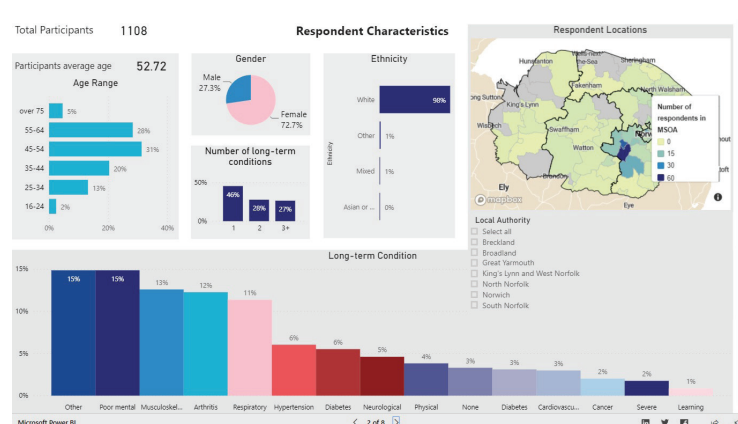 Total Participants 1108
Respondent Characteristics
Participants average age 52.72
Age Range
over 75 5%
55-64 28%
45-54 31%
35-44 20%
25-34 13%
16-24 2%
0% 20% 40%
Gender
Male
27.3%
Female
72.7%
Number of long-term
conditions
50%
0%
46% 28% 27%
1 2 3+
Ethnicity
Ethnicity
White 98%
Other 1%
Mixed 1%
Asian or ... 0%
Respondent Locations
Hunstanton
Wells-next-
the-Sea
Sheringham
Fakenham
North Walsham
ong Sutton
King's Lynn
Wisbech
Swaffham
Watton
Brandon
Ely
Eye
mapbox
Number of
respondents in
MSOA
0
15
30
60
Local Authority
Select all
Breckland
Broadland
Great Yarmouth
King's Lynn and West Norfolk
North Norfolk
Norwich
South Norfolk
Long-term Condition
15%
10%
5%
0%
15% 15% 13% 12% 11% 6% 6% 5% 4% 3% 3% 3% 2% 2% 1%
Other Poor mental Musculoskel... Arthritis Respiratory Hypertension Diabetes Neurological Physical None Diabetes Cardiovascu... Cancer Severe Learning
Microsoft Power BI
2 of 8